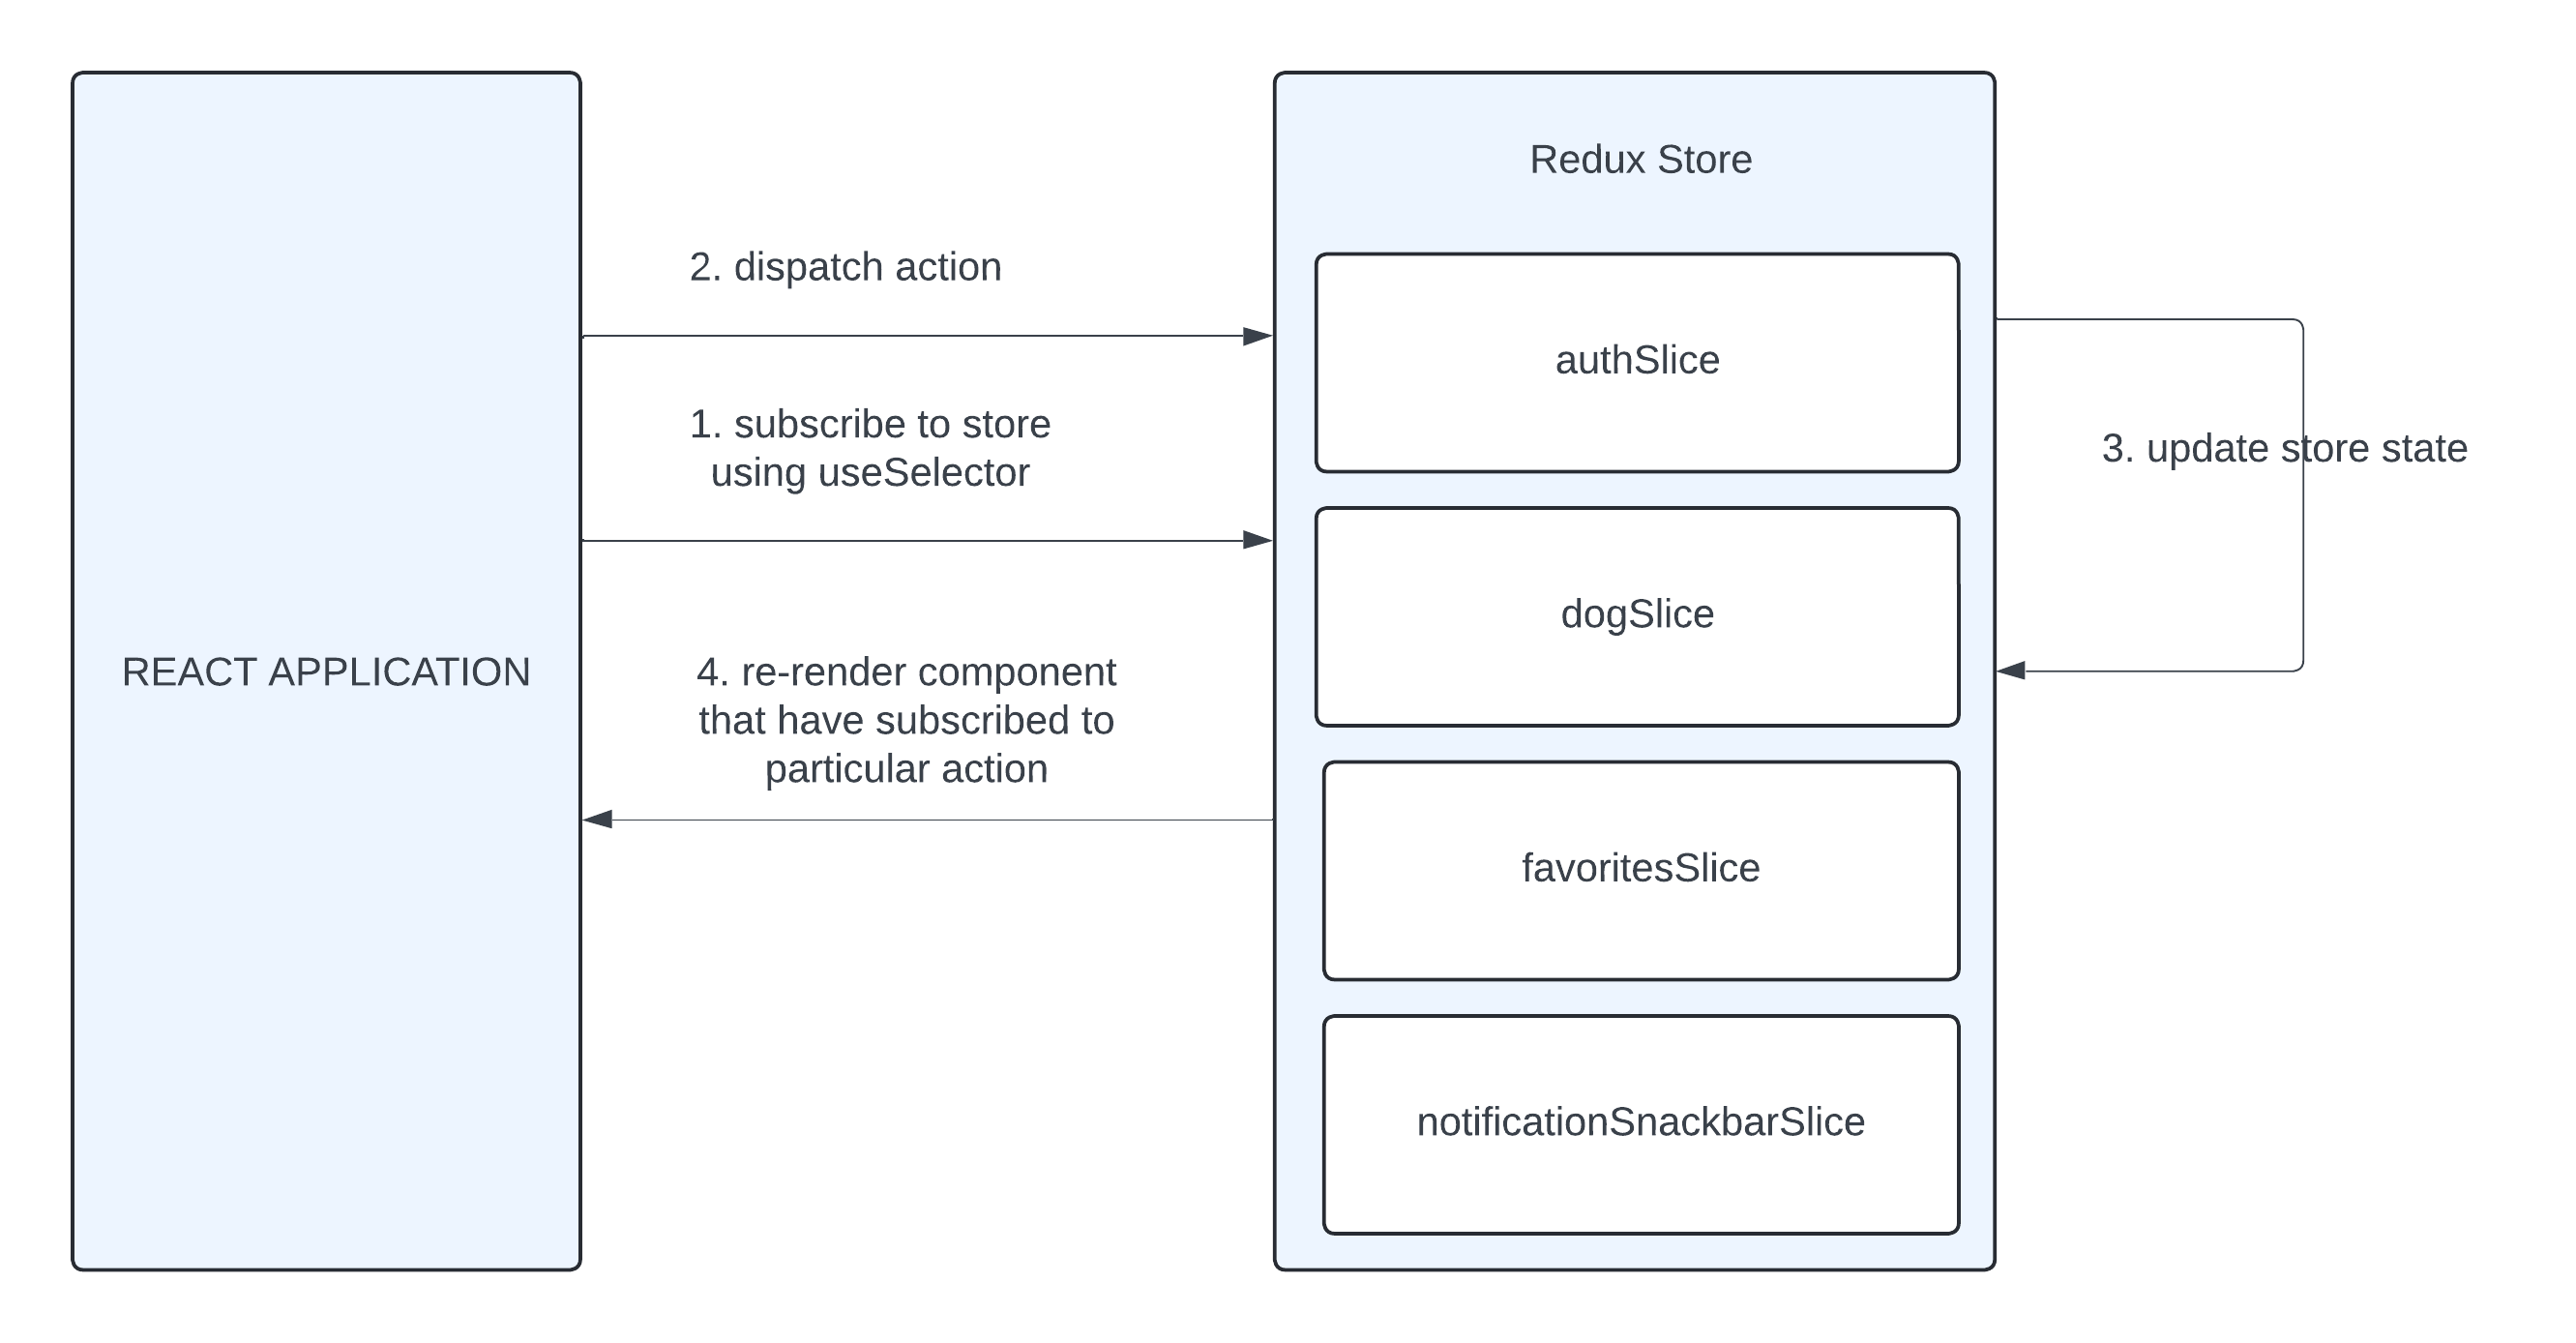 Redux Store
2. dispatch action
authSlice
1. subscribe to store
using useSelector
3. update store state
dogSlice
REACT APPLICATION
4. re-render component
that have subscribed to
particular action
favoritesSlice
notificationSnackbarSlice